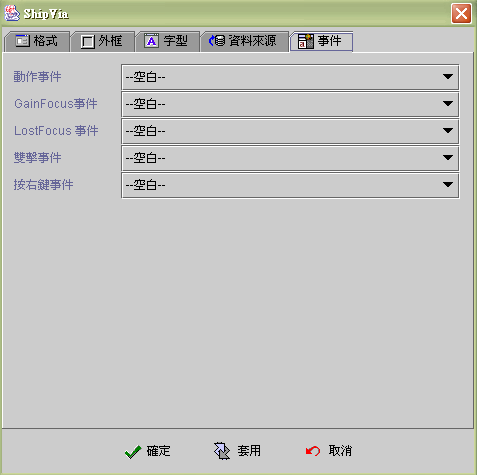 ShipVia
格式 外框 字型 資料來源 事件
動作事件 --空白--
GainFocus事件 --空白--
LostFocus 事件 --空白--
雙擊事件 --空白--
按右鍵事件 --空白--
確定 套用 取消